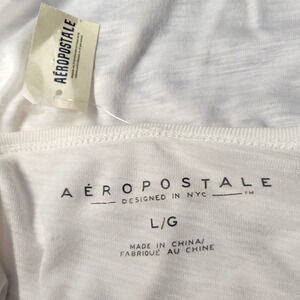 AÉROPOSTALE
AÉROPOSTALE
DESIGNED IN NYC ™
L/G
MADE IN CHINA/
FABRIQUÉ AU CHINE